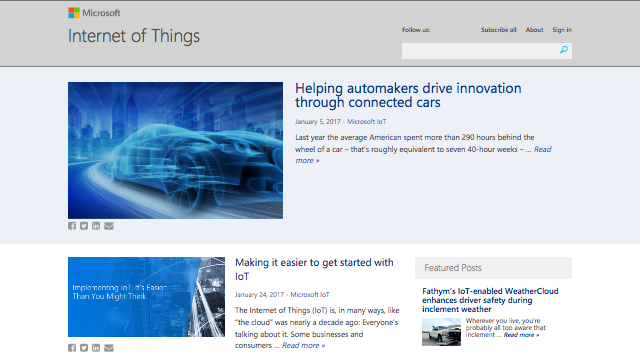 Microsoft
Internet of Things
Follow us:
Subscribe all
About
Sign in
Helping automakers drive innovation
through connected cars
January 5, 2017 - Microsoft IoT
Last year the average American spent more than 290 hours behind the
wheel of a car – that's roughly equivalent to seven 40-hour weeks – ... Read
more »
Implementing IoT: It's Easier
Than You Might Think
Making it easier to get started with
IoT
January 24, 2017 - Microsoft IoT
The Internet of Things (IoT) is, in many ways, like
"the cloud" was nearly a decade ago: Everyone's
talking about it. Some businesses and
consumers ... Read more »
Featured Posts
Fathym's IoT-enabled WeatherCloud
enhances driver safety during
inclement weather
Wherever you live, you're
probably all too aware that
inclement ... Read more »